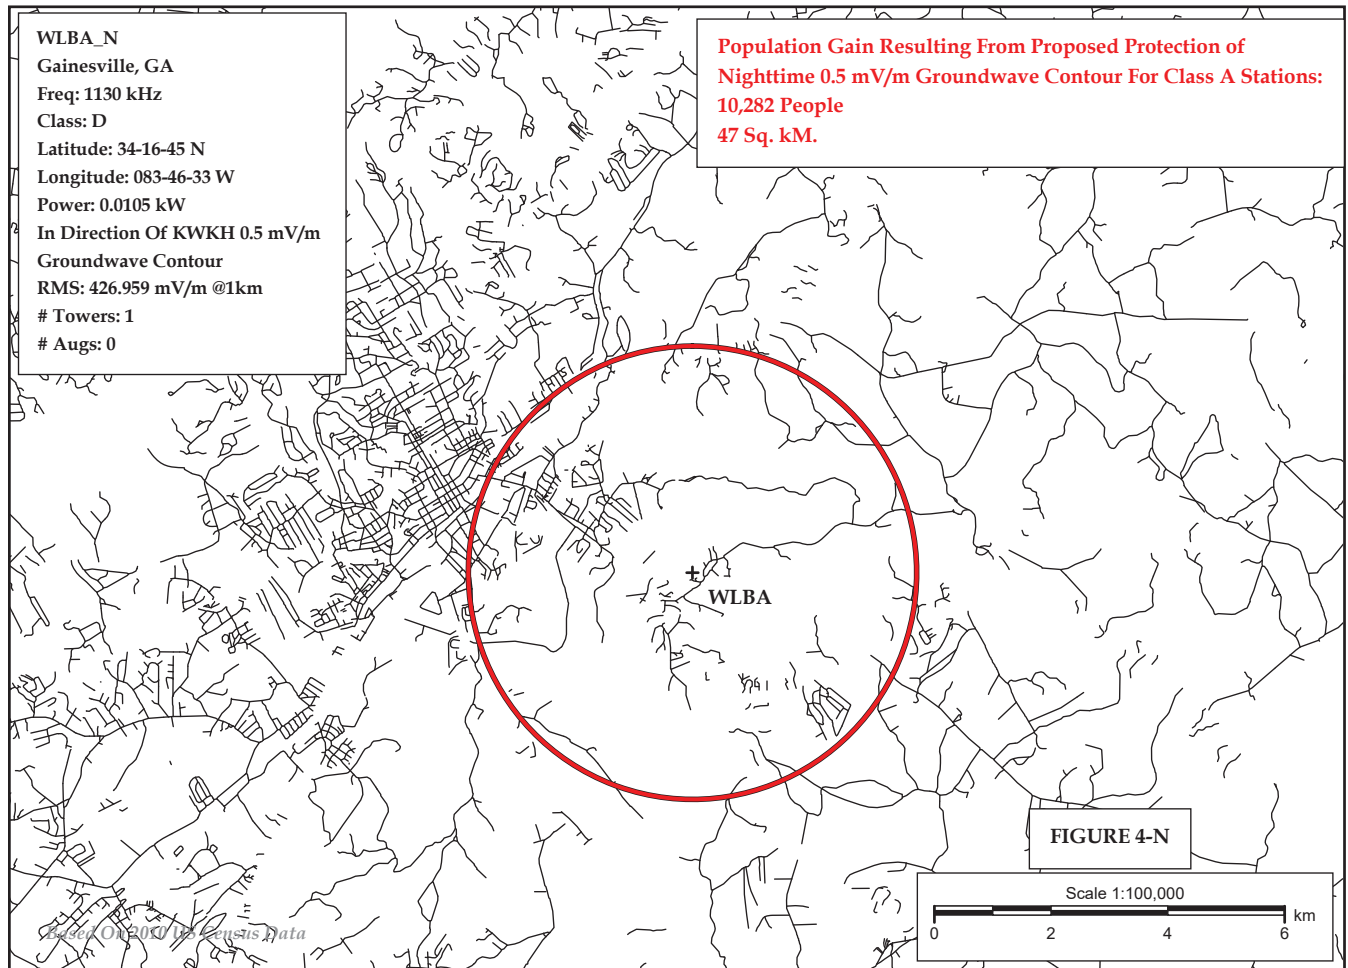 WLBA_N
Gainesville, GA
Freq: 1130 kHz
Class: D
Latitude: 34-16-45 N
Longitude: 083-46-33 W
Power: 0.0105 kW
In Direction Of KWKH 0.5 mV/m
Groundwave Contour
RMS: 426.959 mV/m @1km
# Towers: 1
# Augs: 0
Population Gain Resulting From Proposed Protection of
Nighttime 0.5 mV/m Groundwave Contour For Class A Stations:
10,282 People
47 Sq. kM.
WLBA
FIGURE 4-N
Scale 1:100,000
km
0 2 4 6
Based On 2010 US Census Data